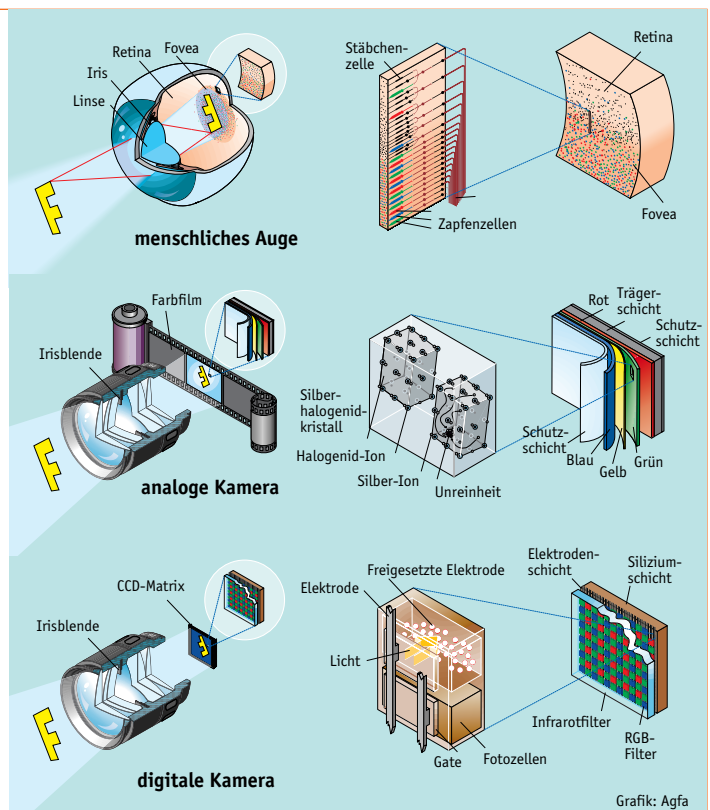 Retina
Fovea
Iris
Linse
menschliches Auge
Stäbchen-
zelle
Zapfenzellen
Retina
Fovea
Farbfilm
Irisblende
analoge Kamera
Silber-
halogenid-
kristall
Halogenid-Ion
Silber-Ion
Unreinheit
Rot
Träger-
schicht
Schutz-
schicht
Schutz-
schicht
Blau
Gelb
Grün
CCD-Matrix
Irisblende
digitale Kamera
Elektrode
Freigesetzte Elektrode
Licht
Gate
Fotozellen
Elektroden-
schicht
Silizium-
schicht
Infrarotfilter
RGB-
Filter
Grafik: Agfa